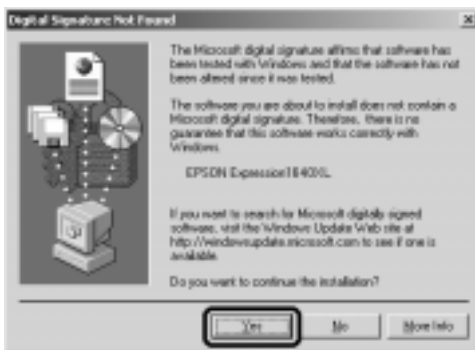 Digital Signature Not Found
The Microsoft digital signature affirms that software has
been tested with Windows and that the software has not
been altered since it was tested.
The software you are about to install does not contain a
Microsoft digital signature. Therefore, there is no
guarantee that this software works correctly with
Windows.
EPSON Expression1640XL
If you want to search for Microsoft digitally signed
software, visit the Windows Update Web site at
http://windowsupdate.microsoft.com to see if one is
available.
Do you want to continue the installation?
Yes No More Info